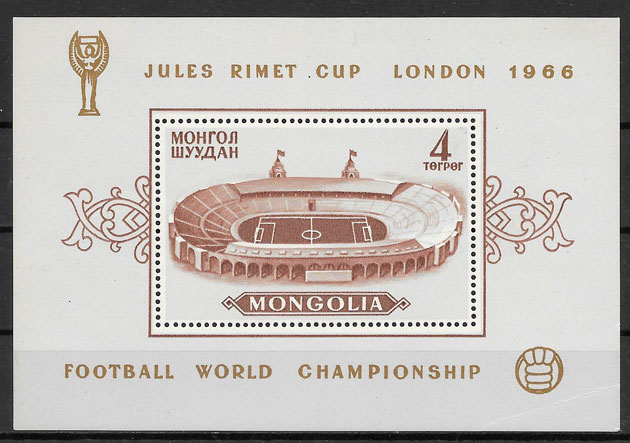 JULES RIMET CUP LONDON 1966
МОНГОЛ
ШУУДАН
4
ТӨГРӨГ
MONGOLIA
FOOTBALL WORLD CHAMPIONSHIP